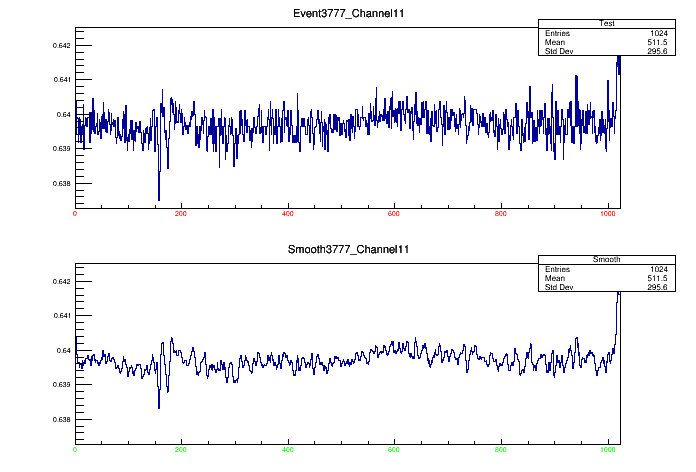 Event3777_Channel11
Test
Entries 1024
Mean 511.5
Std Dev 295.6
0.642
0.641
0.64
0.639
0.638
0 200 400 600 800 1000
Smooth3777_Channel11
Smooth
Entries 1024
Mean 511.5
Std Dev 295.6
0.642
0.641
0.64
0.639
0.638
0 200 400 600 800 1000